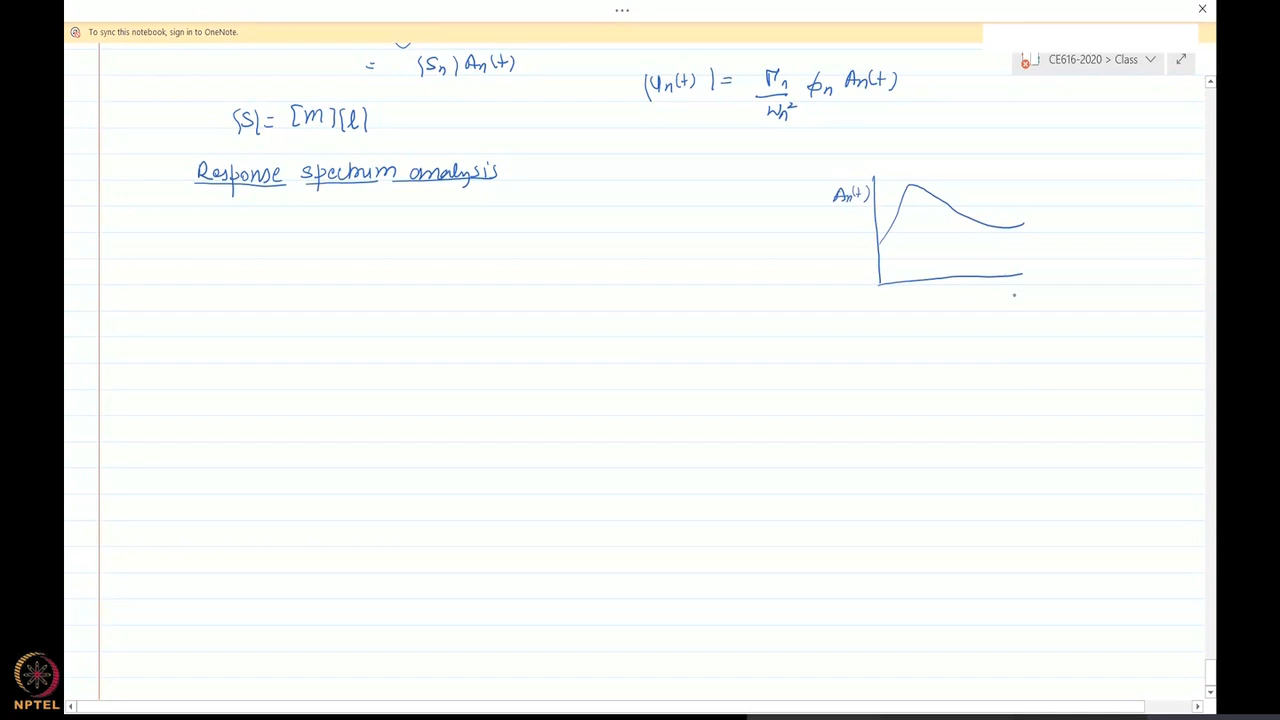 To sync this notebook, sign in to OneNote.
CE616-2020 > Class
= {Sn} An(t)
{un(t)} = Γn/ωn² ϕn An(t)
{S} = [m]{l}
Response spectrum analysis
An(t)
NPTEL